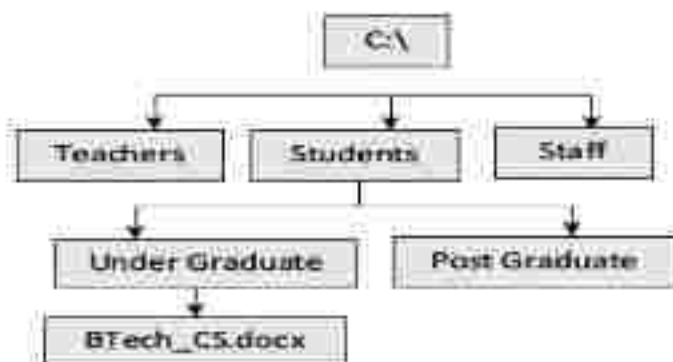 C:\
Teachers
Students
Staff
Under Graduate
Post Graduate
BTech_CS.docx